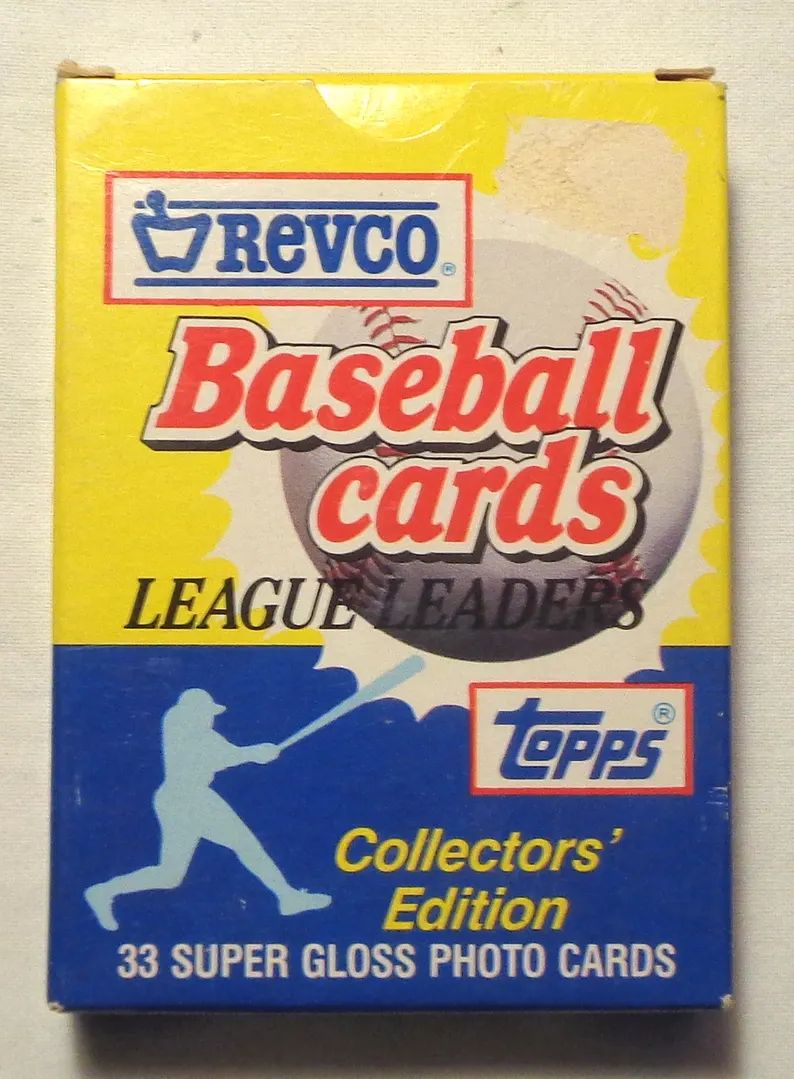 Revco®
Baseball
cards
LEAGUE LEADERS
topps®
Collectors'
Edition
33 SUPER GLOSS PHOTO CARDS